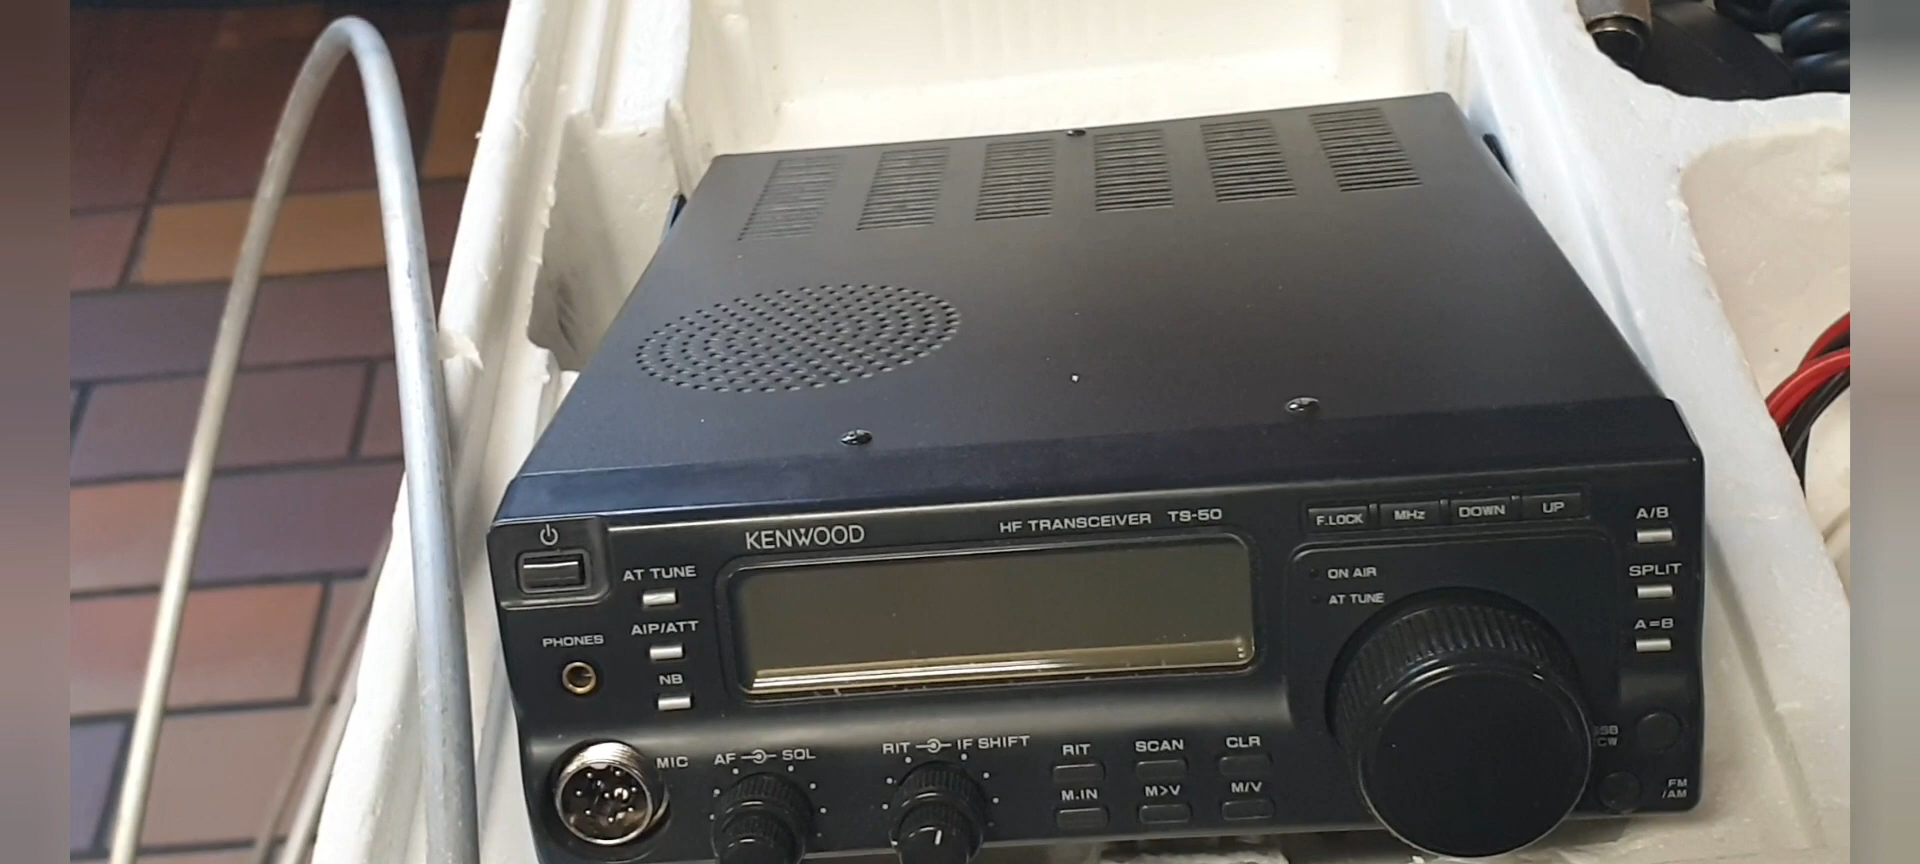 KENWOOD
HF TRANSCEIVER TS-50
F.LOCK MHz DOWN UP
A/B
AT TUNE
ON AIR
SPLIT
AT TUNE
AIP/ATT
A=B
PHONES
NB
MIC
AF SQL
RIT IF SHIFT
RIT SCAN CLR
M.IN M>V M/V
CW
FM
/AM